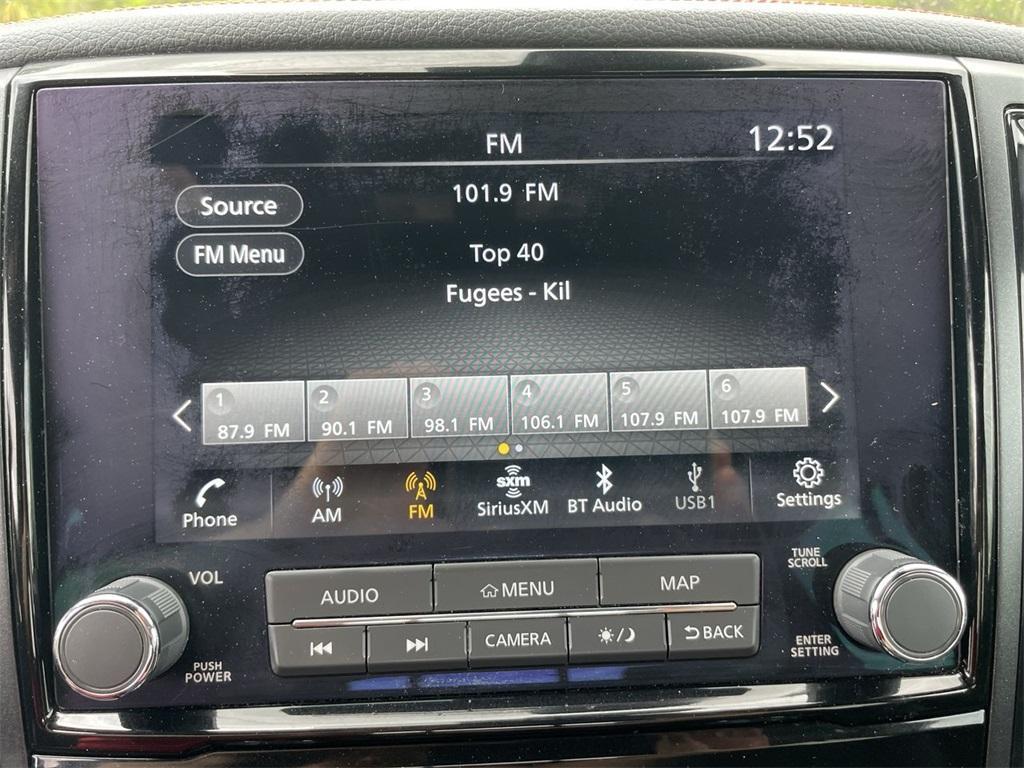 FM
12:52
101.9 FM
Source
FM Menu
Top 40
Fugees - Kil
1 2 3 4 5 6
87.9 FM 90.1 FM 98.1 FM 106.1 FM 107.9 FM 107.9 FM
sxm
Phone AM FM SiriusXM BT Audio USB1 Settings
VOL
TUNE
SCROLL
AUDIO MENU MAP
CAMERA BACK
PUSH
POWER
ENTER
SETTING